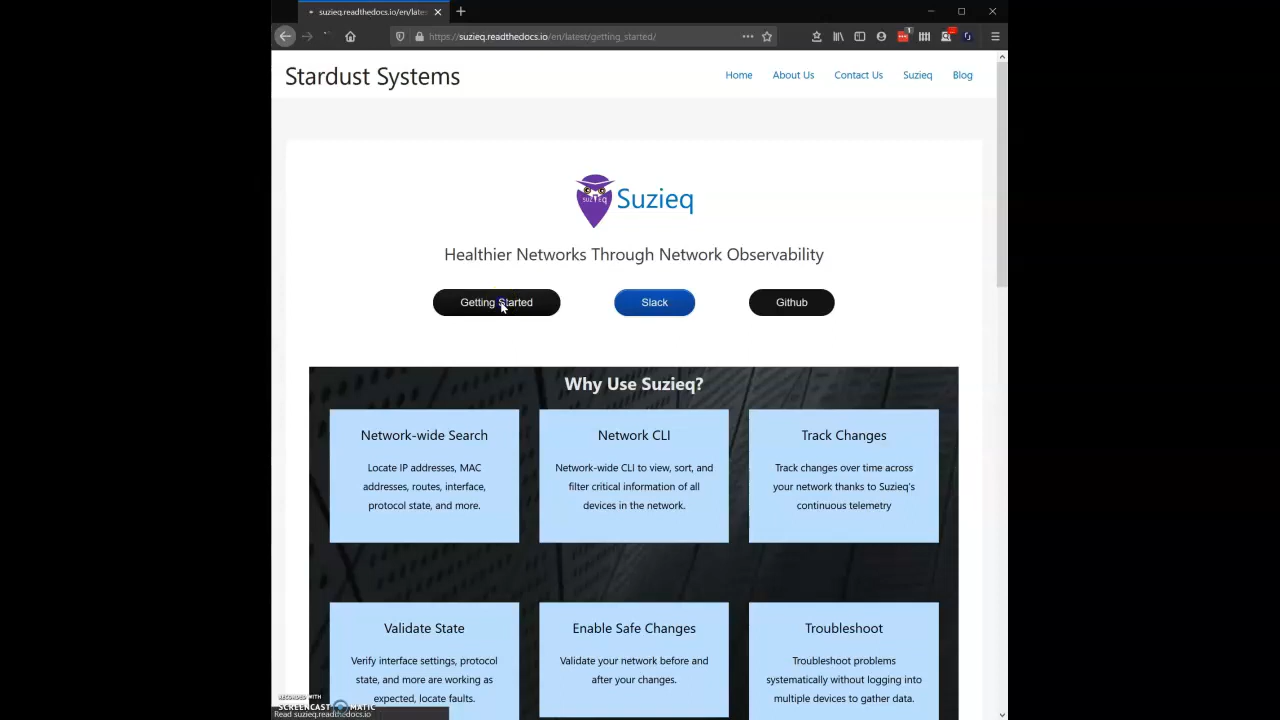 suzieq.readthedocs.io/en/lates
https://suzieq.readthedocs.io/en/latest/getting_started/
Stardust Systems
Home
About Us
Contact Us
Suzieq
Blog
SUZIEQ
Suzieq
Healthier Networks Through Network Observability
Getting Started
Slack
Github
Why Use Suzieq?
Network-wide Search
Locate IP addresses, MAC
addresses, routes, interface,
protocol state, and more.
Network CLI
Network-wide CLI to view, sort, and
filter critical information of all
devices in the network.
Track Changes
Track changes over time across
your network thanks to Suzieq's
continuous telemetry
Validate State
Verify interface settings, protocol
state, and more are working as
expected, locate faults.
Enable Safe Changes
Validate your network before and
after your changes.
Troubleshoot
Troubleshoot problems
systematically without logging into
multiple devices to gather data.
RECORDED WITH
SCREENCAST MATIC
Read suzieq.readthedocs.io